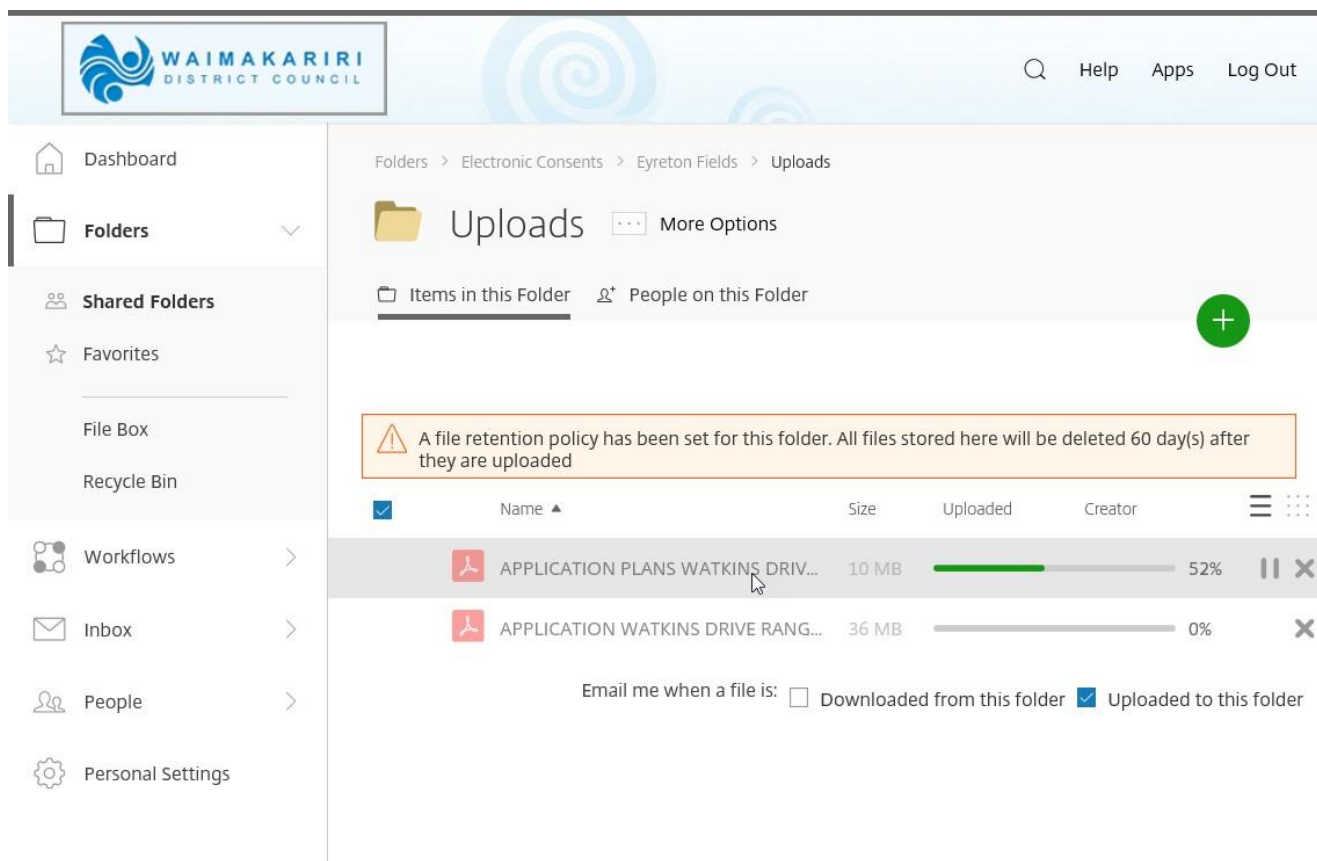 WAIMAKARIRI
DISTRICT COUNCIL
Help Apps Log Out
Dashboard
Folders
Shared Folders
Favorites
File Box
Recycle Bin
Workflows
Inbox
People
Personal Settings
Folders > Electronic Consents > Eyreton Fields > Uploads
Uploads ... More Options
Items in this Folder People on this Folder
A file retention policy has been set for this folder. All files stored here will be deleted 60 day(s) after
they are uploaded
Name Size Uploaded Creator
APPLICATION PLANS WATKINS DRIV... 10 MB 52%
APPLICATION WATKINS DRIVE RANG... 36 MB 0%
Email me when a file is: Downloaded from this folder Uploaded to this folder